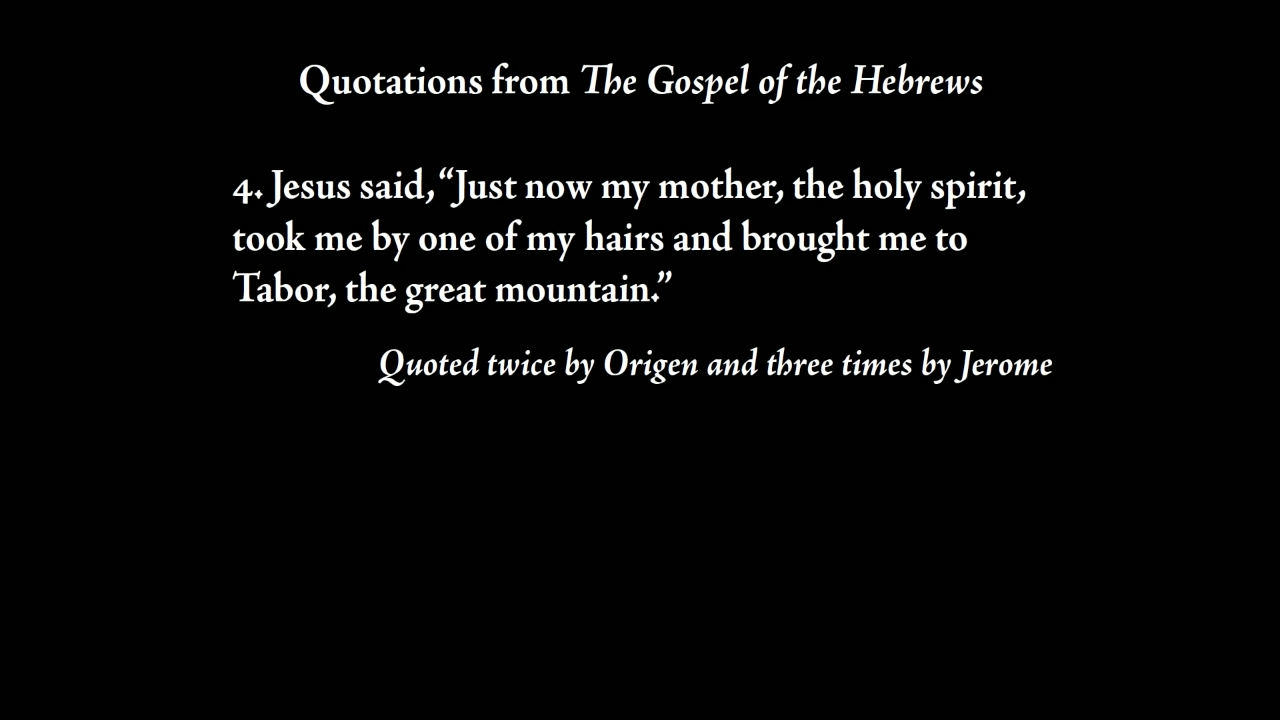 Quotations from The Gospel of the Hebrews
4. Jesus said, “Just now my mother, the holy spirit,
took me by one of my hairs and brought me to
Tabor, the great mountain.”
Quoted twice by Origen and three times by Jerome